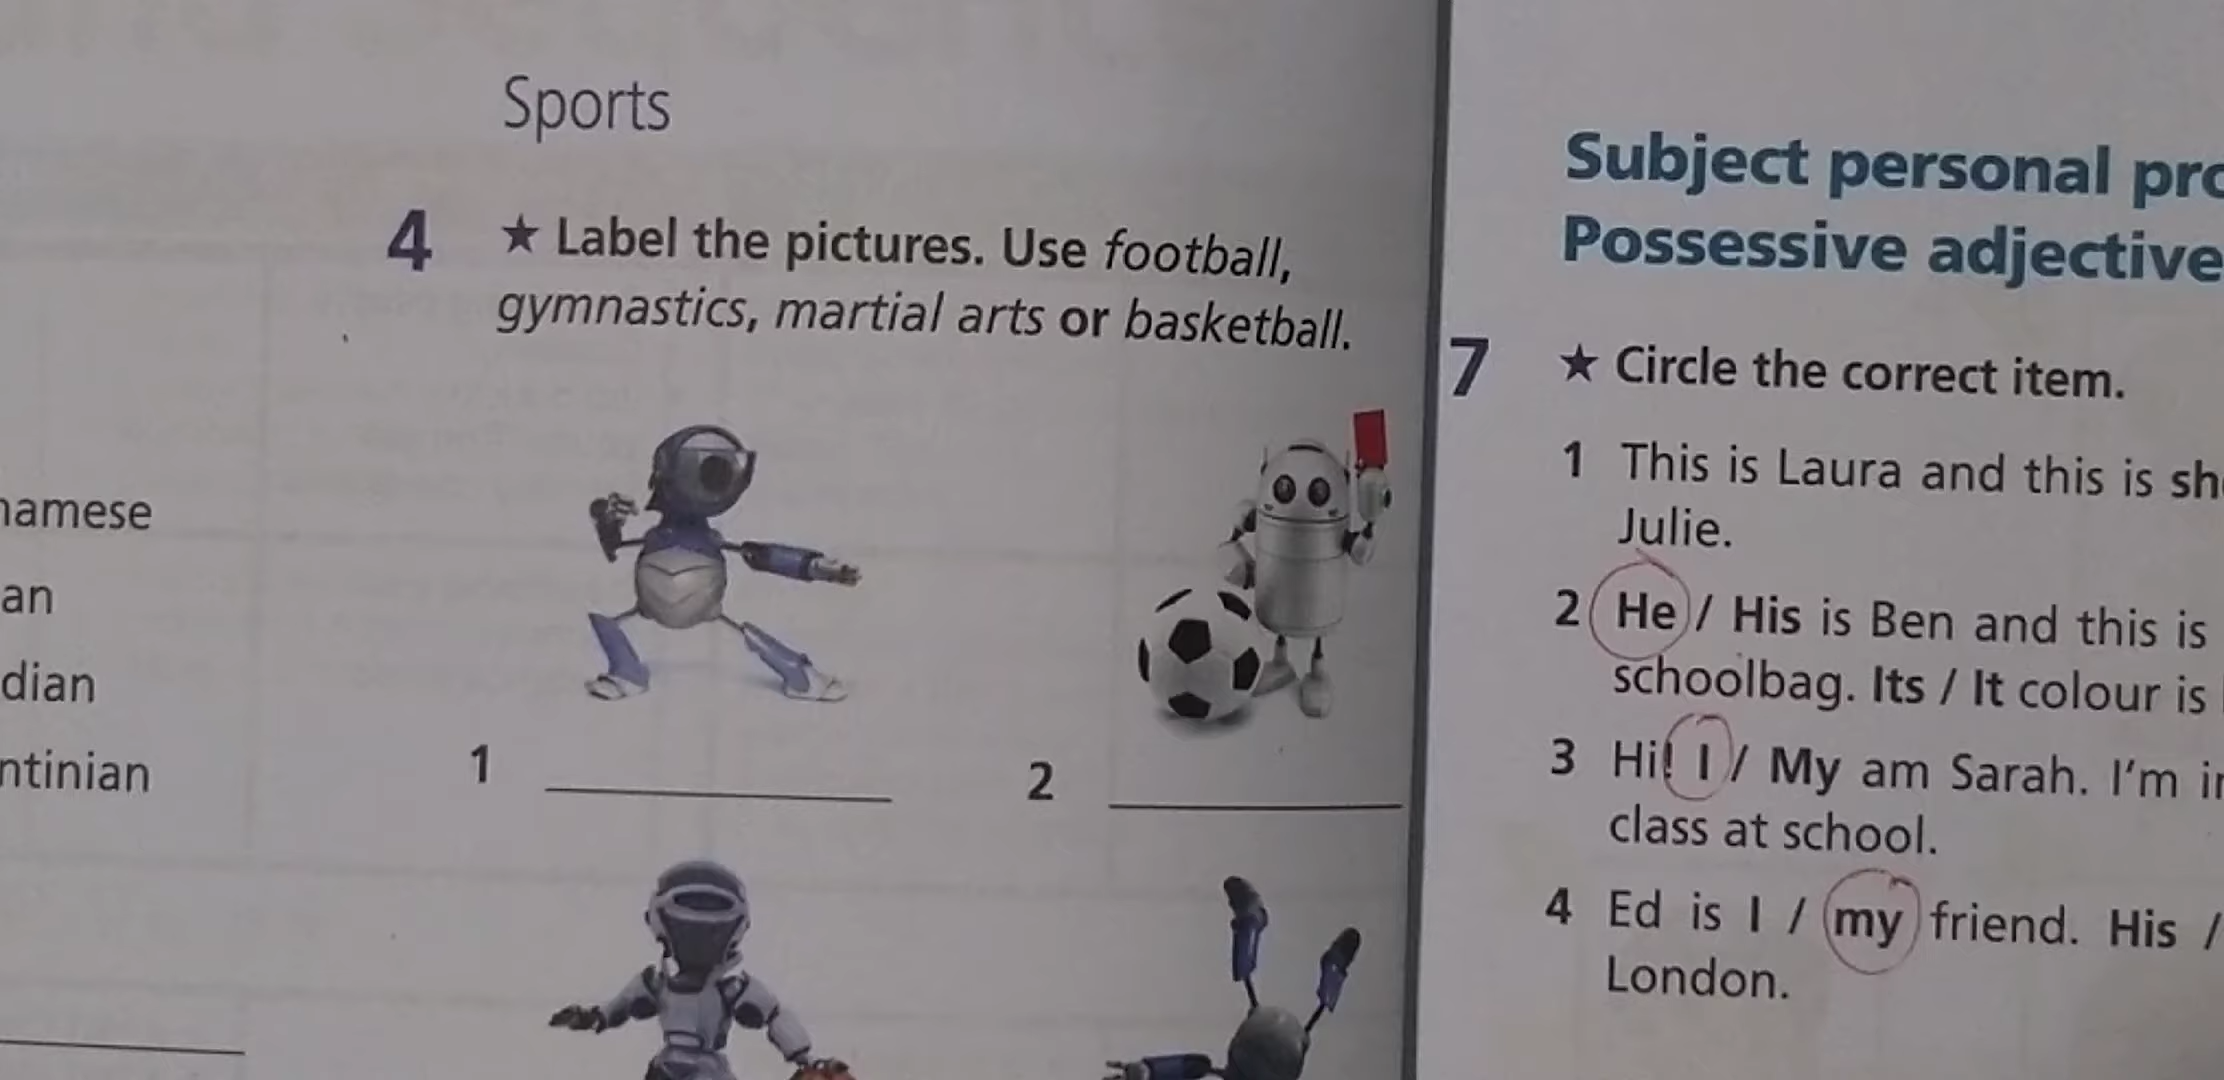 Sports
4 ★ Label the pictures. Use football,
gymnastics, martial arts or basketball.
1
2
namese
an
dian
ntinian
Subject personal pro
Possessive adjective
7 ★ Circle the correct item.
1 This is Laura and this is sh
Julie.
2 He / His is Ben and this is
schoolbag. Its / It colour is
3 Hi! I / My am Sarah. I'm in
class at school.
4 Ed is I / my friend. His /
London.